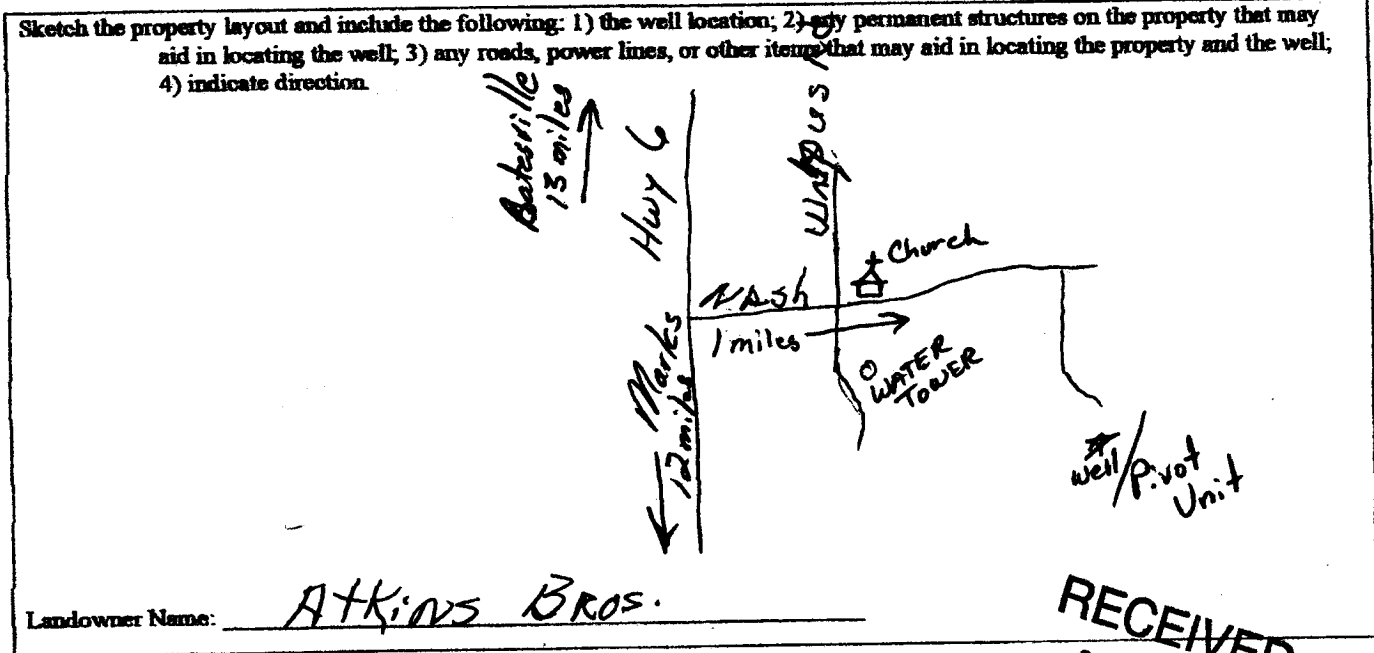 Sketch the property layout and include the following: 1) the well location; 2) any permanent structures on the property that may
aid in locating the well; 3) any roads, power lines, or other items that may aid in locating the property and the well;
4) indicate direction.
Batesville
13 miles
Hwy 6
Church
Nash
1 miles
Marks
12 miles
WATER
TOWER
well/Pivot
Unit
Landowner Name: Atkins Bros.
RECEIVED